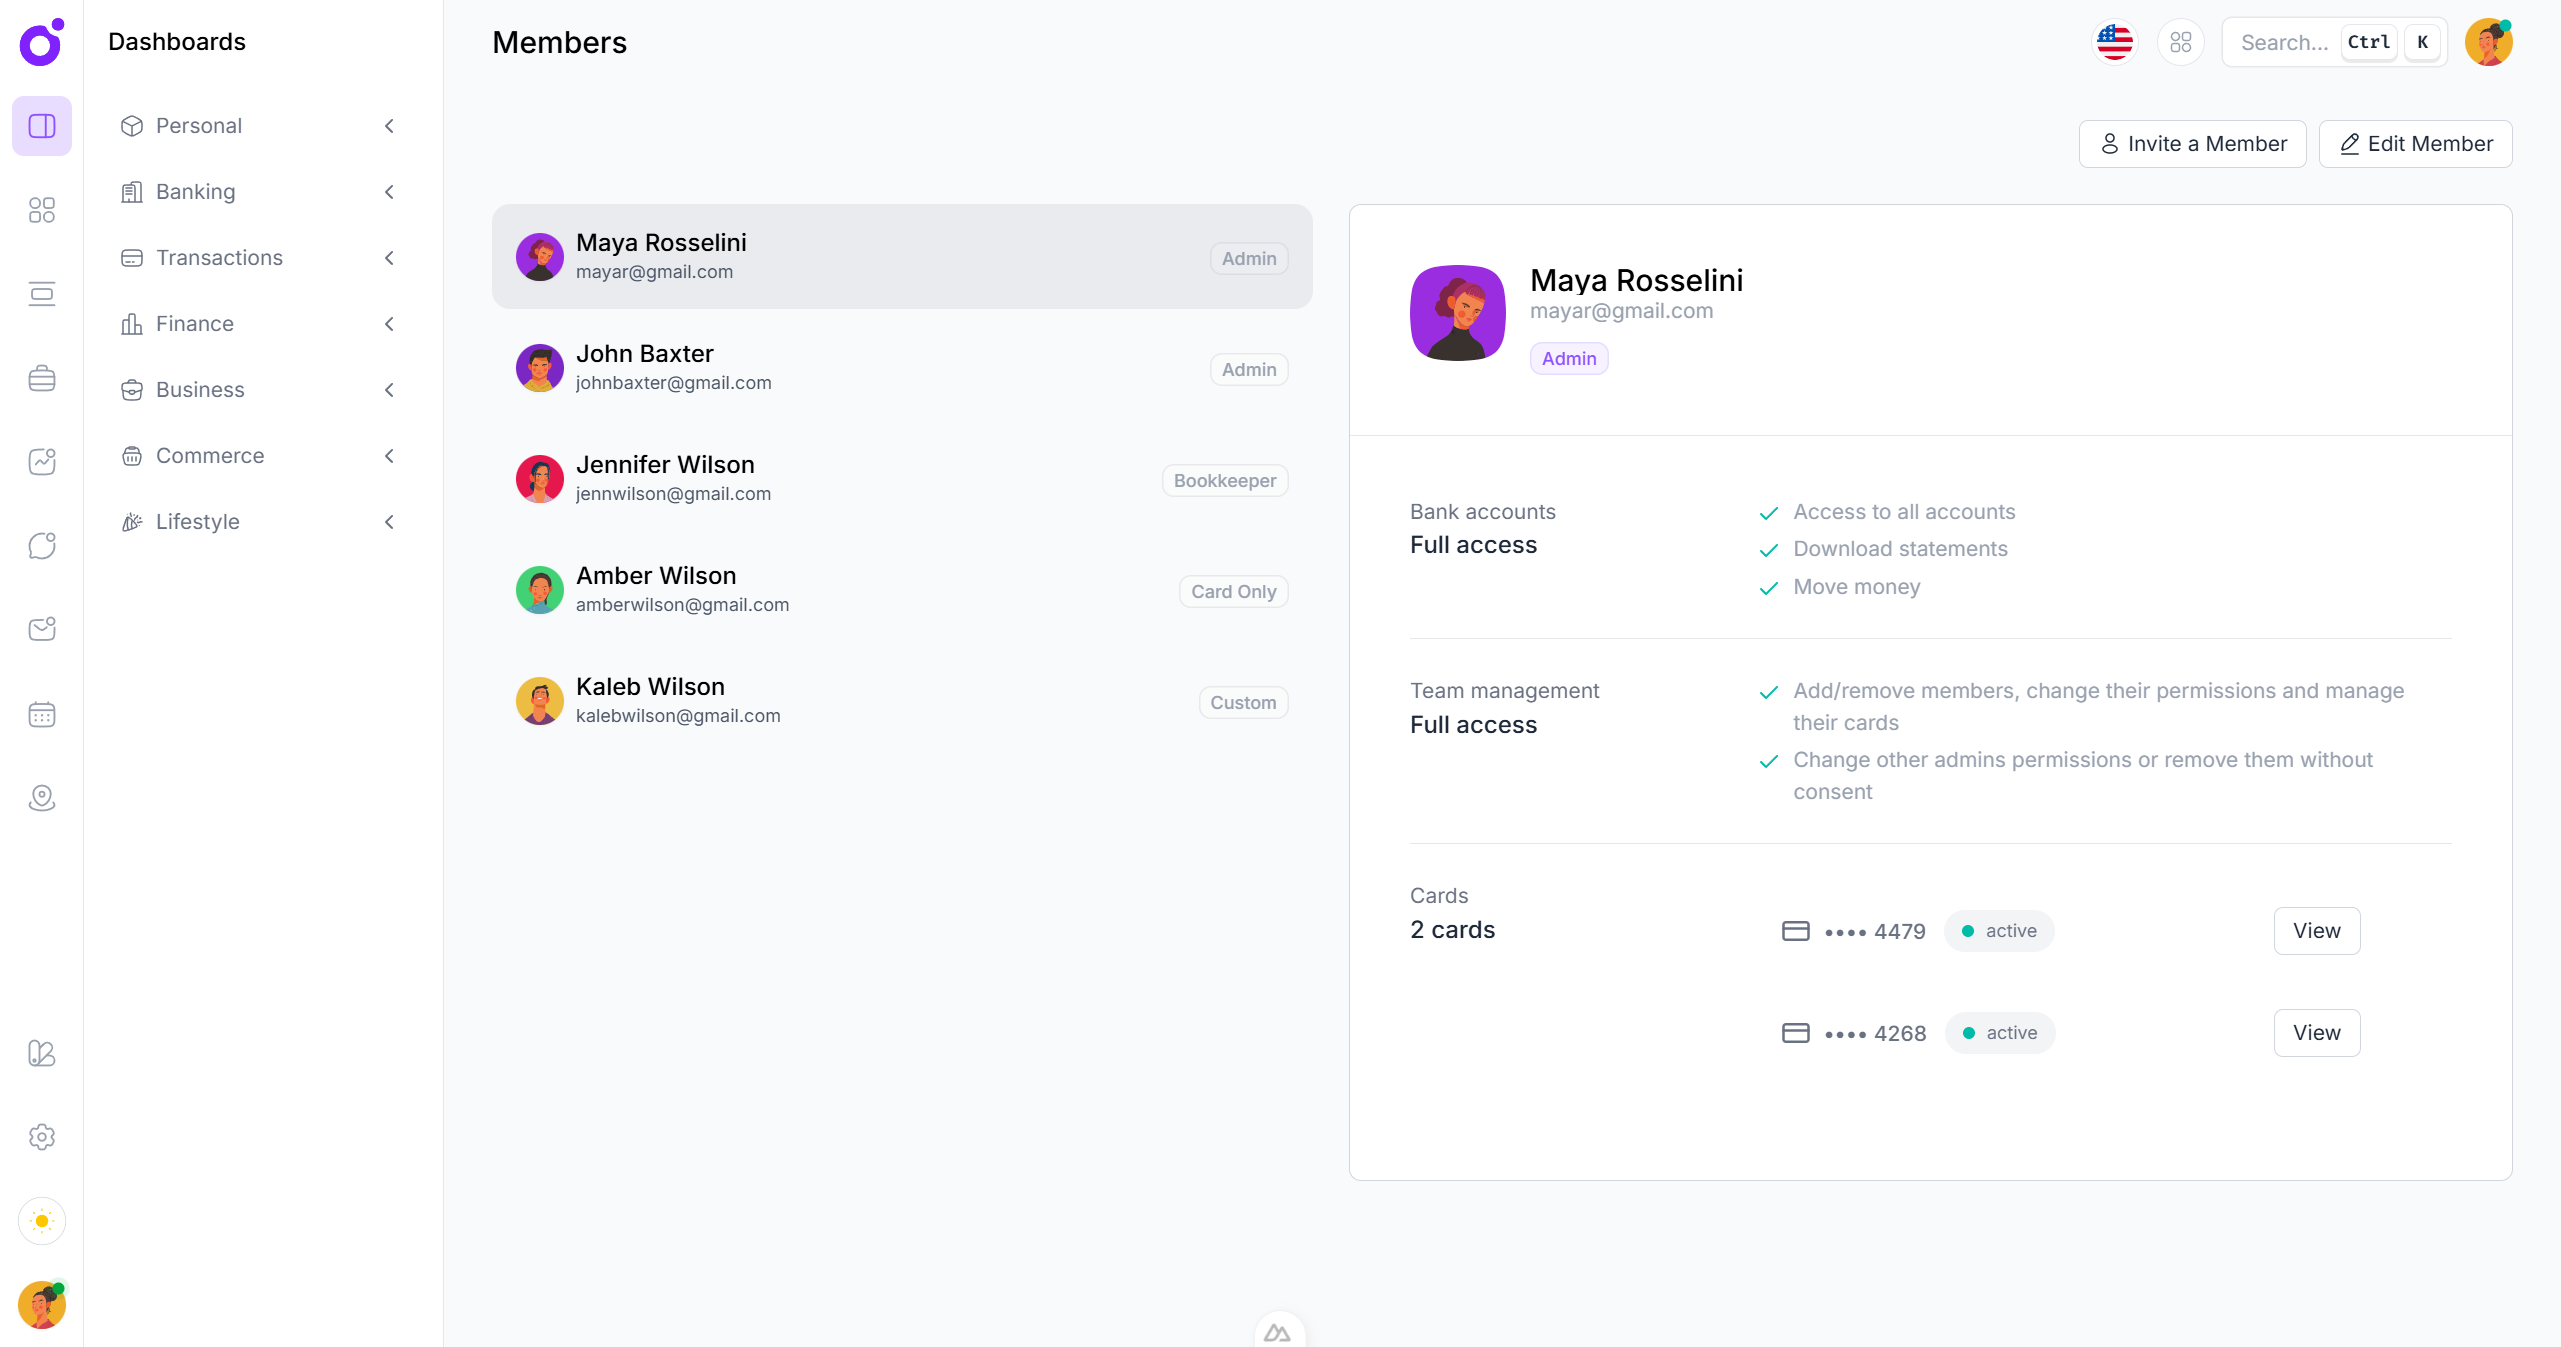 Dashboards
Personal
Banking
Transactions
Finance
Business
Commerce
Lifestyle
Members
Search...
Ctrl
K
Invite a Member
Edit Member
Maya Rosselini
mayar@gmail.com
Admin
John Baxter
johnbaxter@gmail.com
Admin
Jennifer Wilson
jennwilson@gmail.com
Bookkeeper
Amber Wilson
amberwilson@gmail.com
Card Only
Kaleb Wilson
kalebwilson@gmail.com
Custom
Maya Rosselini
mayar@gmail.com
Admin
Bank accounts
Full access
Access to all accounts
Download statements
Move money
Team management
Full access
Add/remove members, change their permissions and manage
their cards
Change other admins permissions or remove them without
consent
Cards
2 cards
•••• 4479
active
View
•••• 4268
active
View